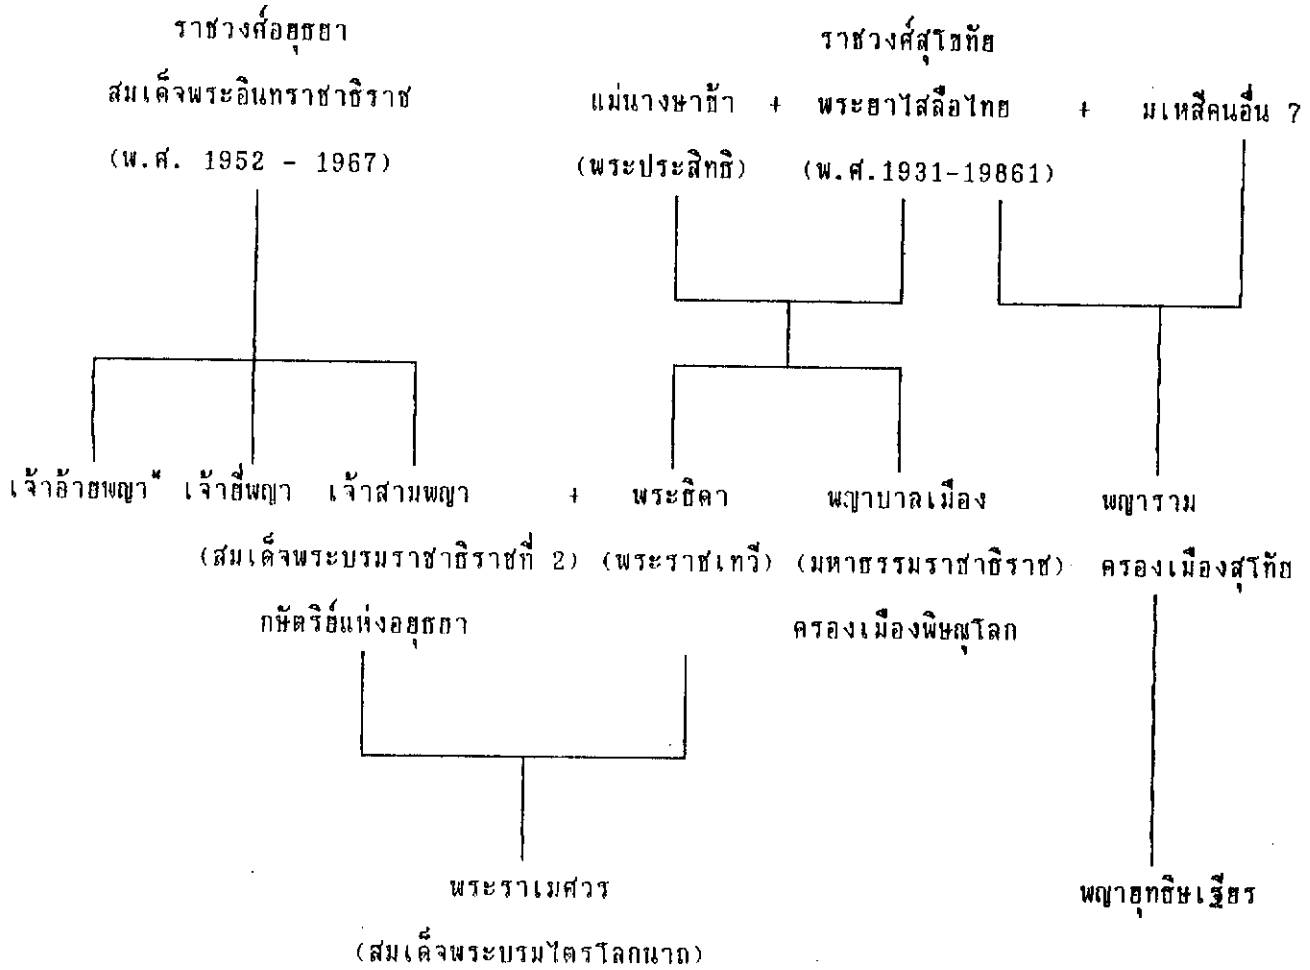 ราชวงศ์อยุธยา
สมเด็จพระอินทราชาธิราช
(พ.ศ. 1952 - 1967)
ราชวงศ์สุโขทัย
แม่นางษาข้า + พระยาไสลือไทย + มเหสีคนอื่น ?
(พระประสิทธิ) (พ.ศ.1931-19861)
เจ้าอ้ายพญา" เจ้ายี่พญา เจ้าสามพญา + พระธิดา พญาบาลเมือง พญาราม
(สมเด็จพระบรมราชาธิราชที่ 2) (พระราชเทวี) (มหาธรรมราชาธิราช) ครองเมืองสุโทัย
กษัตริย์แห่งอยุธยา ครองเมืองพิษณุโลก
พระราเมศวร พญายุทธิษเฐียร
(สมเด็จพระบรมไตรโลกนาถ)